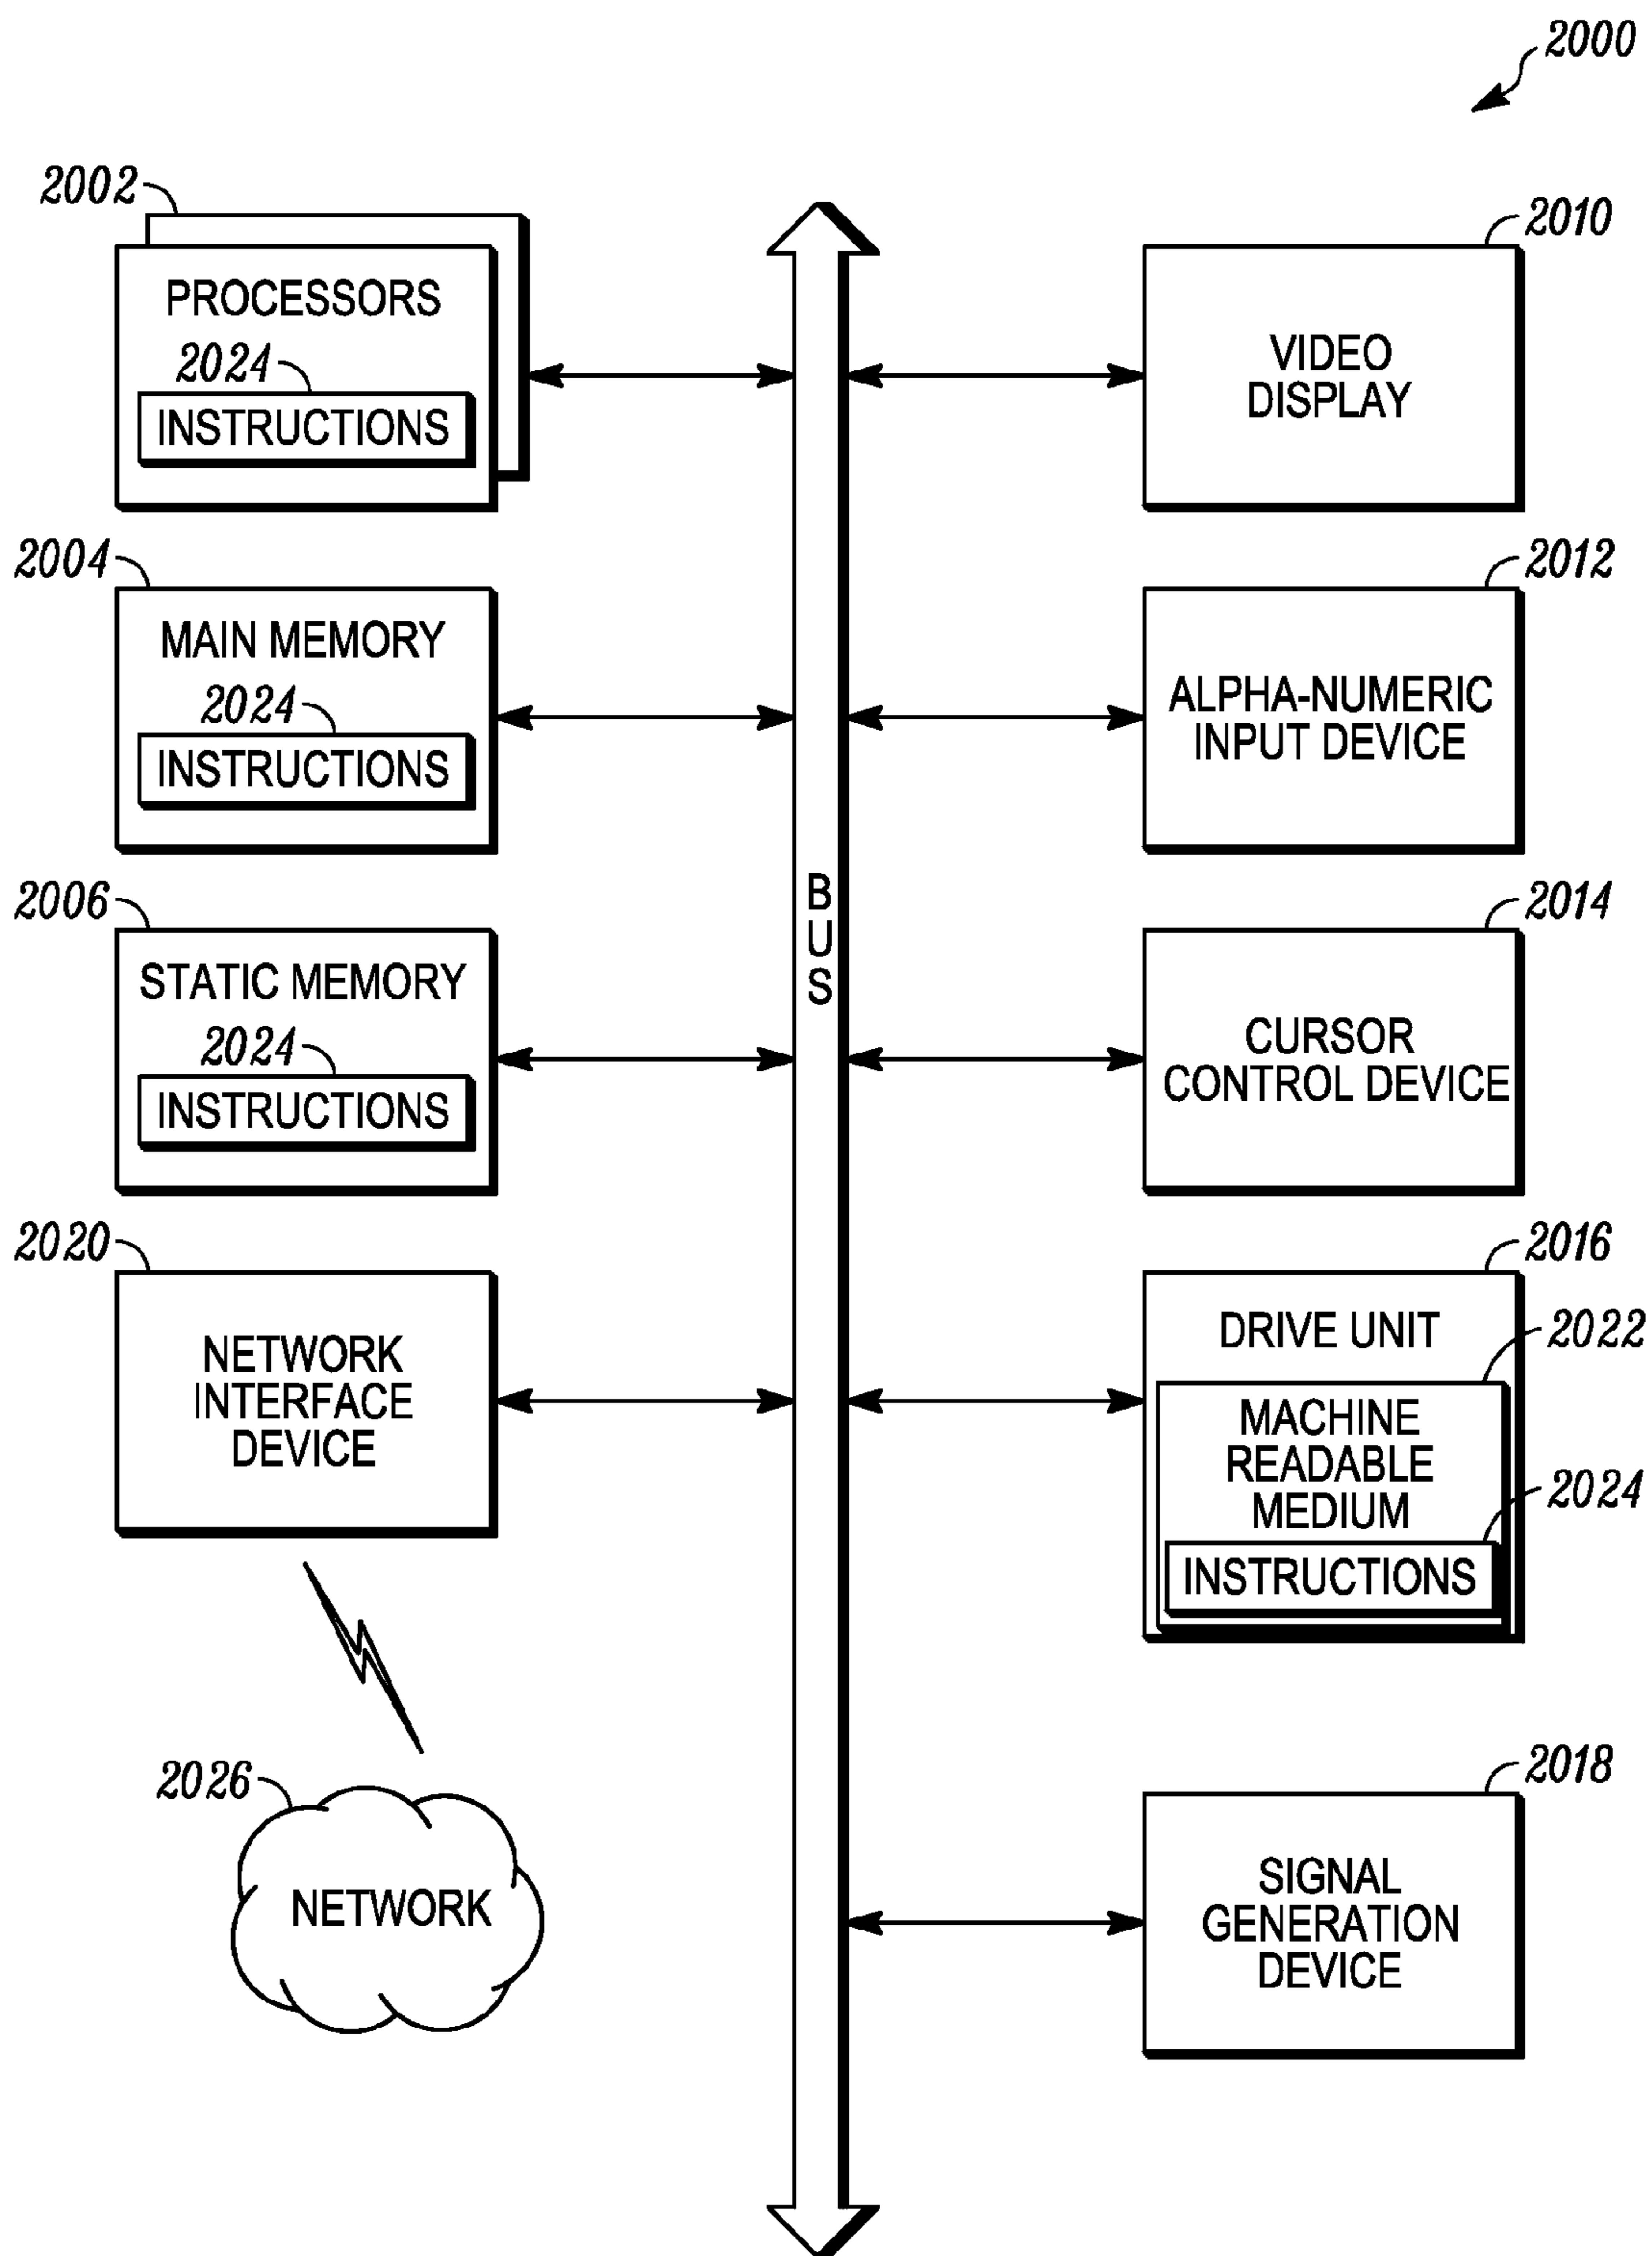 2000
2002
PROCESSORS
2024
INSTRUCTIONS
2004
MAIN MEMORY
2024
INSTRUCTIONS
2006
STATIC MEMORY
2024
INSTRUCTIONS
2020
NETWORK
INTERFACE
DEVICE
2026
NETWORK
B
U
S
2010
VIDEO
DISPLAY
2012
ALPHA-NUMERIC
INPUT DEVICE
2014
CURSOR
CONTROL DEVICE
2016
DRIVE UNIT
2022
MACHINE
READABLE
MEDIUM
2024
INSTRUCTIONS
2018
SIGNAL
GENERATION
DEVICE